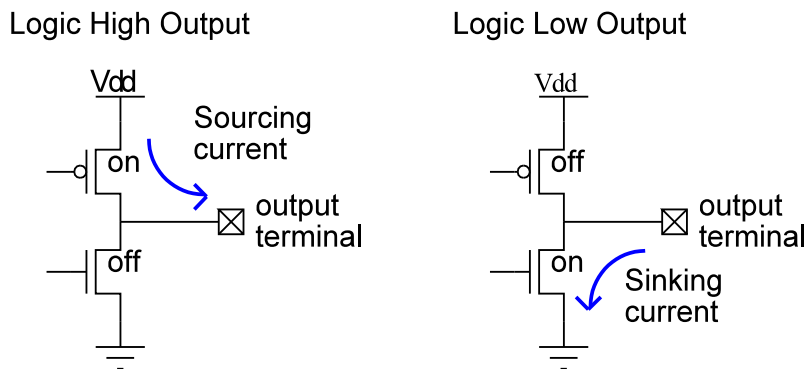 Logic High Output
Vdd
Sourcing
current
on
output
terminal
off
Logic Low Output
Vdd
off
output
terminal
on
Sinking
current